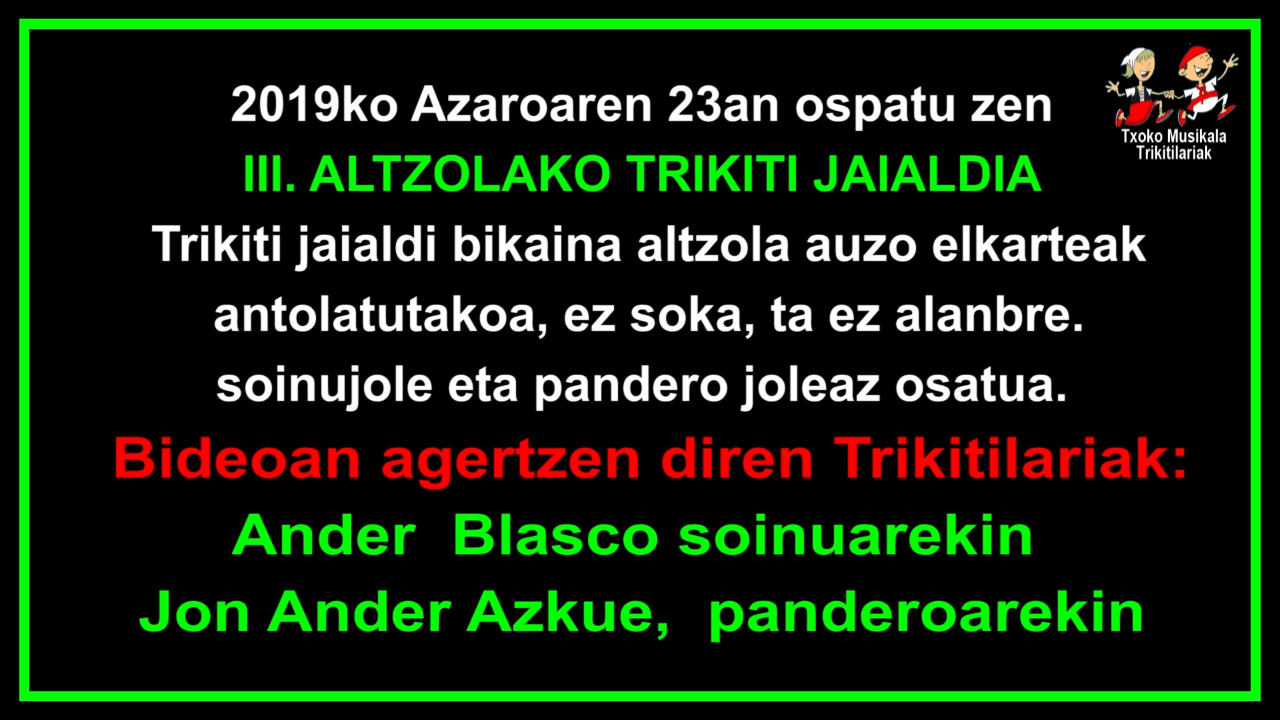 2019ko Azaroaren 23an ospatu zen
III. ALTZOLAKO TRIKITI JAIALDIA
Trikiti jaialdi bikaina altzola auzo elkarteak
antolatutakoa, ez soka, ta ez alanbre.
soinujole eta pandero joleaz osatua.
Bideoan agertzen diren Trikitilariak:
Ander  Blasco soinuarekin
Jon Ander Azkue,  panderoarekin
Txoko Musikala
Trikitilariak